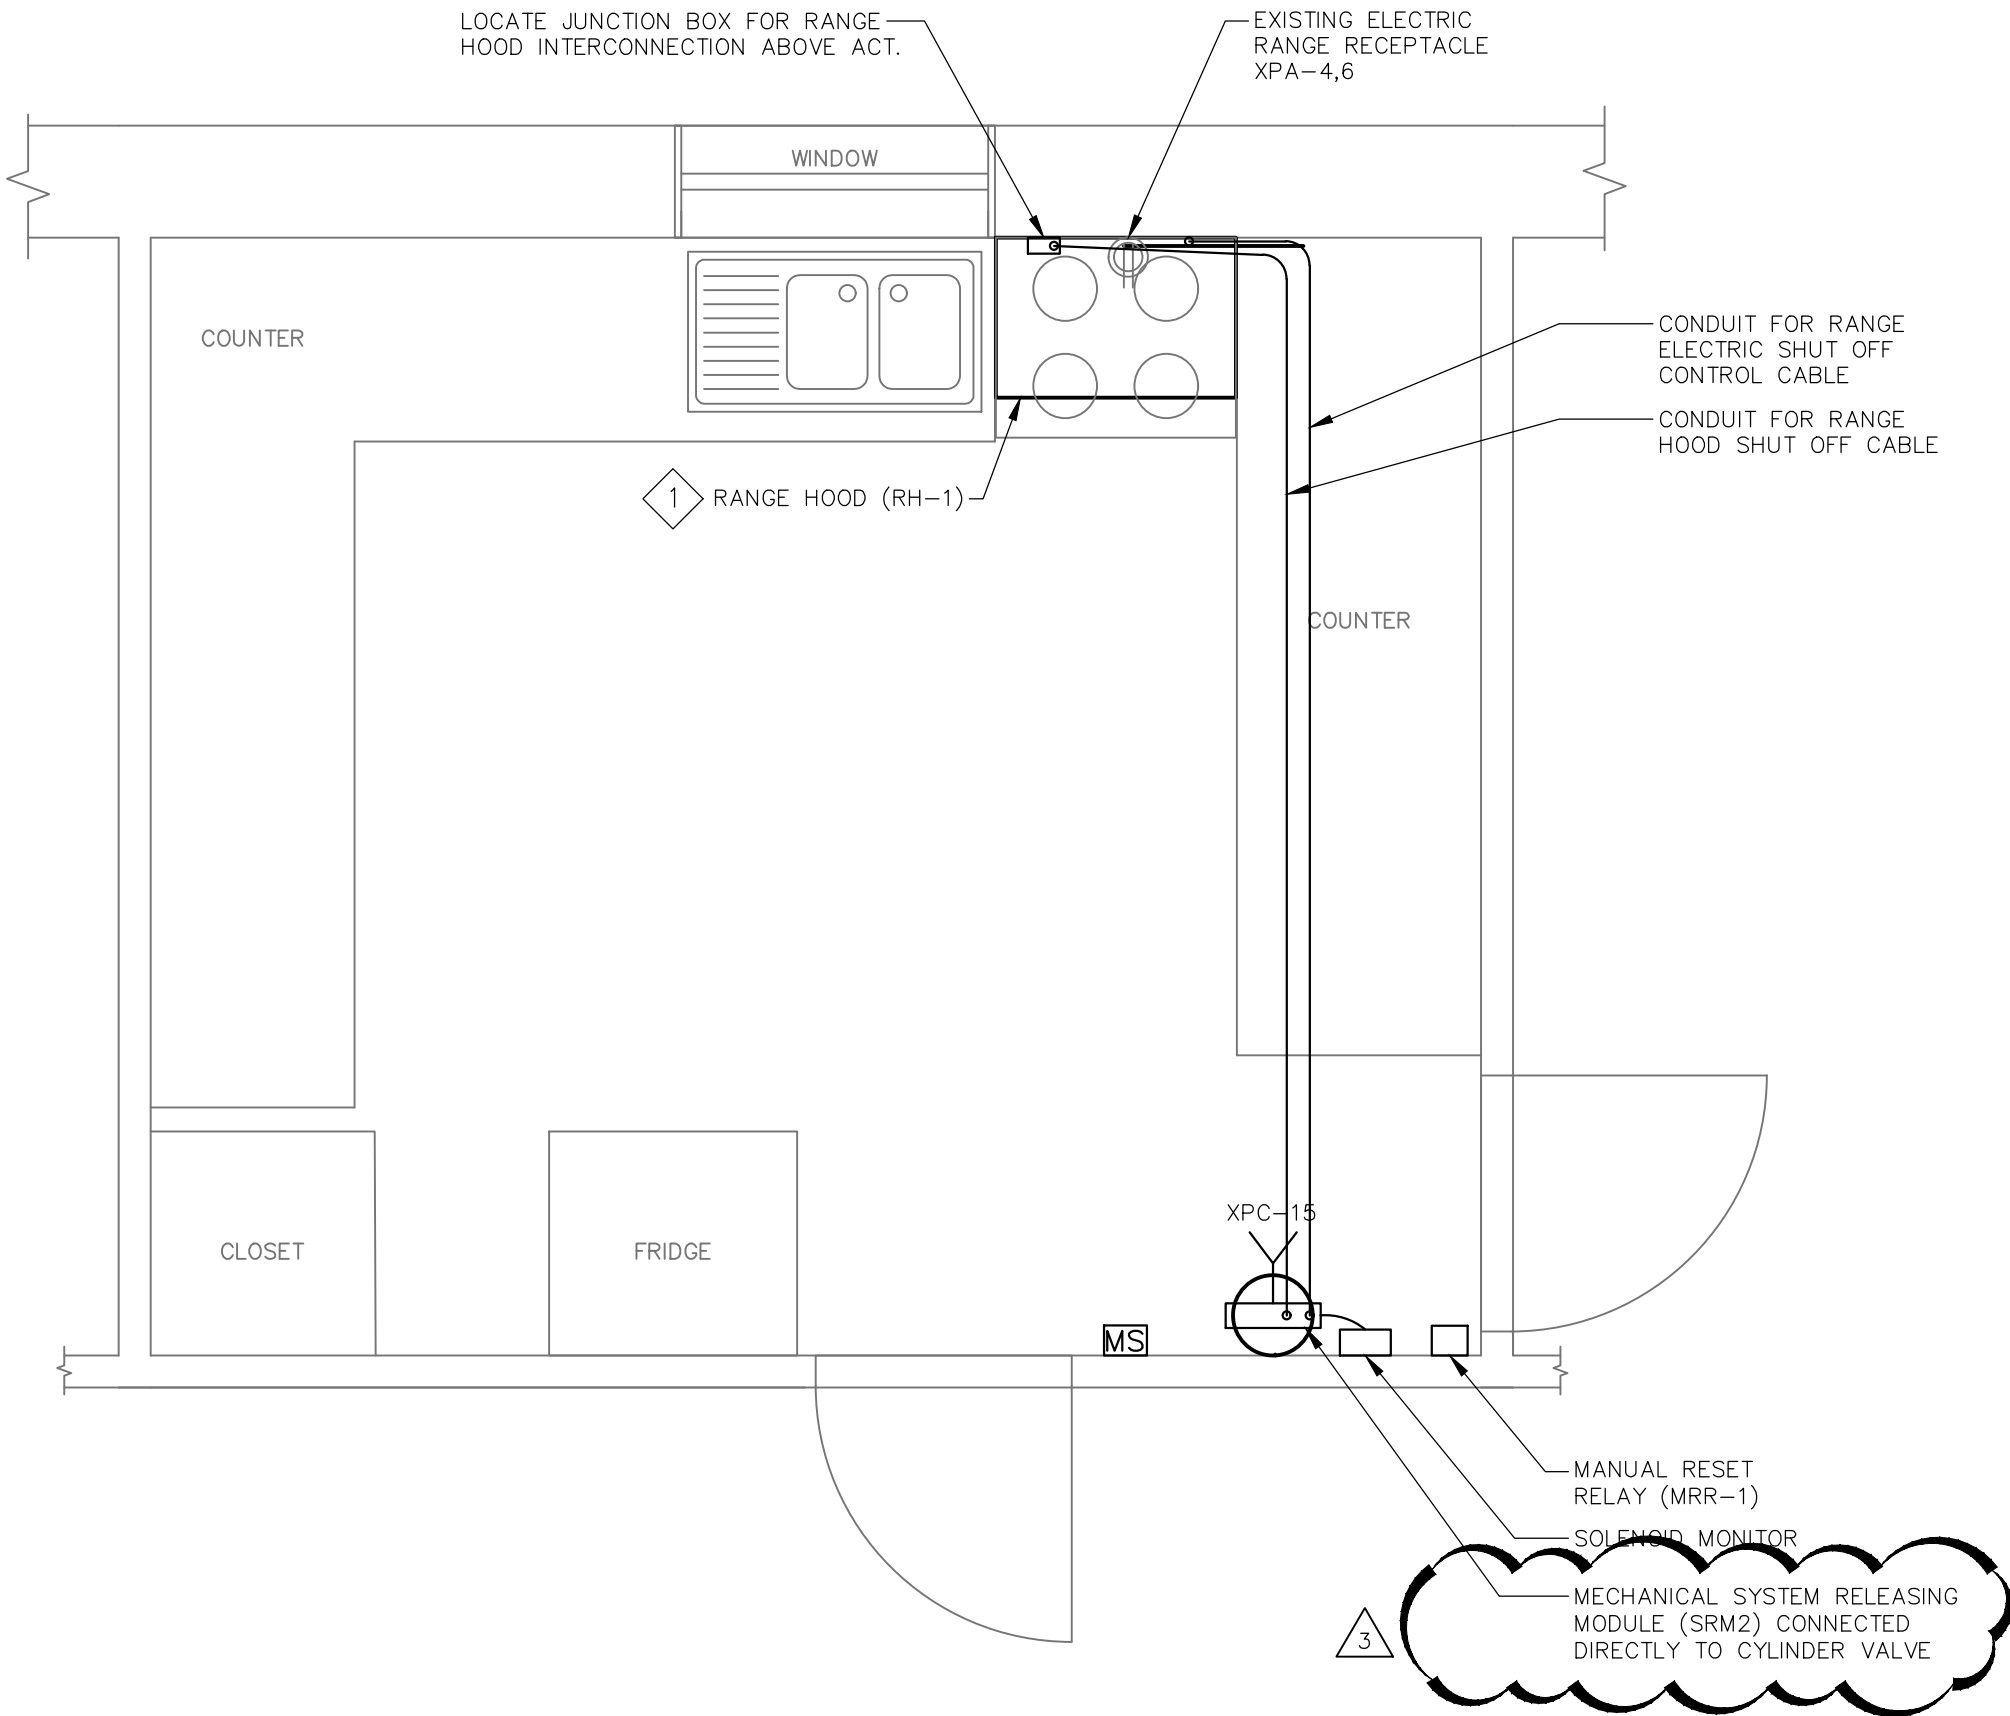 LOCATE JUNCTION BOX FOR RANGE
HOOD INTERCONNECTION ABOVE ACT.
EXISTING ELECTRIC
RANGE RECEPTACLE
XPA-4,6
WINDOW
COUNTER
CONDUIT FOR RANGE
ELECTRIC SHUT OFF
CONTROL CABLE
CONDUIT FOR RANGE
HOOD SHUT OFF CABLE
1 RANGE HOOD (RH-1)
COUNTER
XPC-15
CLOSET
FRIDGE
MS
MANUAL RESET
RELAY (MRR-1)
SOLENOID MONITOR
MECHANICAL SYSTEM RELEASING
MODULE (SRM2) CONNECTED
DIRECTLY TO CYLINDER VALVE
3